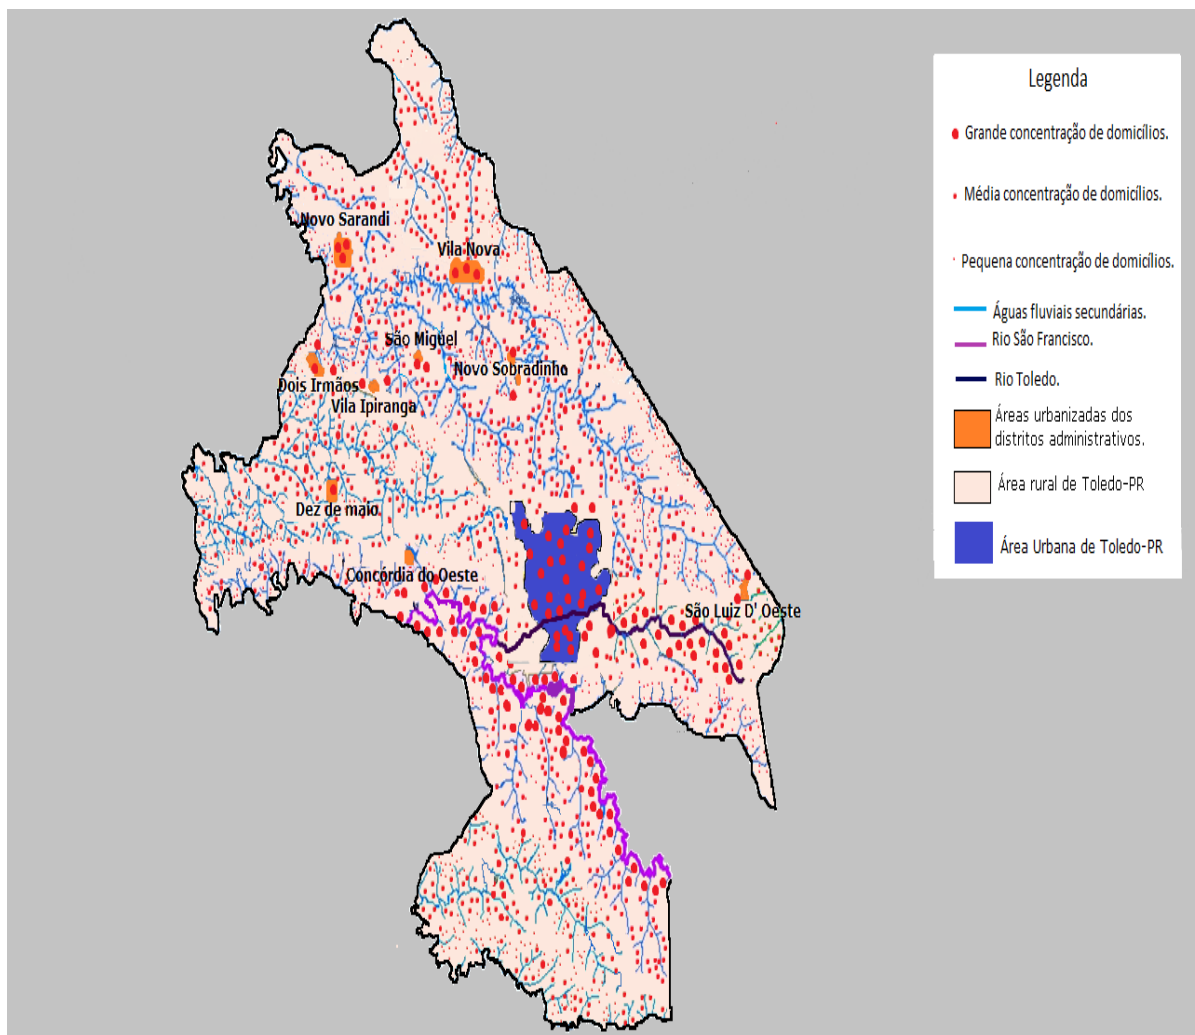 Legenda
Grande concentração de domicílios.
Média concentração de domicílios.
Pequena concentração de domicílios.
Águas fluviais secundárias.
Rio São Francisco.
Rio Toledo.
Áreas urbanizadas dos
distritos administrativos.
Área rural de Toledo-PR
Área Urbana de Toledo-PR
Novo Sarandi
Vila Nova
São Miguel
Novo Sobradinho
Dois Irmãos
Vila Ipiranga
Dez de maio
Concórdia do Oeste
São Luiz D' Oeste